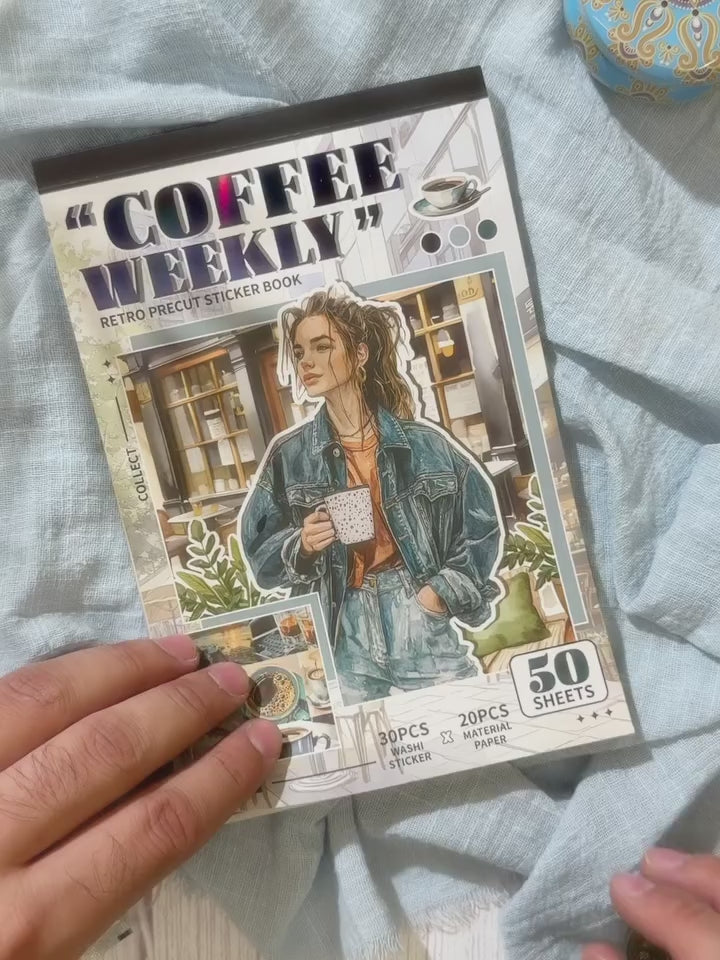 “COFFEE
WEEKLY”
RETRO PRECUT STICKER BOOK
COLLECT
50
SHEETS
30PCS
WASHI
STICKER
x
20PCS
MATERIAL
PAPER